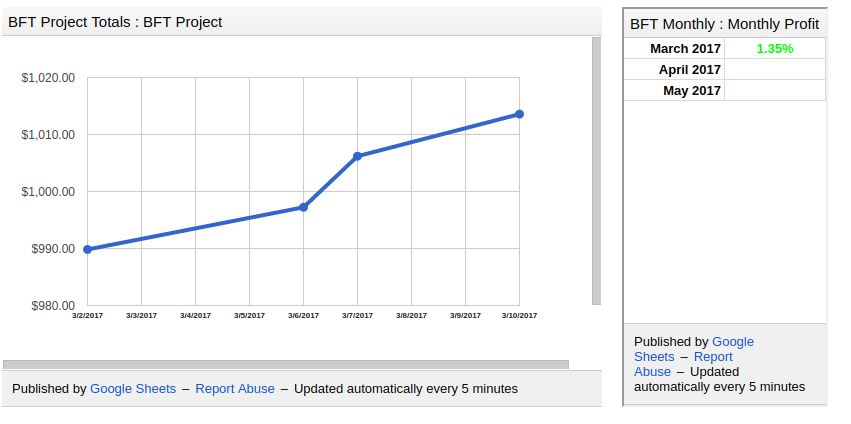 BFT Project Totals : BFT Project
$1,020.00
$1,010.00
$1,000.00
$990.00
$980.00
3/2/2017 3/3/2017 3/4/2017 3/5/2017 3/6/2017 3/7/2017 3/8/2017 3/9/2017 3/10/2017
Published by Google Sheets – Report Abuse – Updated automatically every 5 minutes
BFT Monthly : Monthly Profit
March 2017 1.35%
April 2017
May 2017
Published by Google
Sheets – Report
Abuse – Updated
automatically every 5 minutes